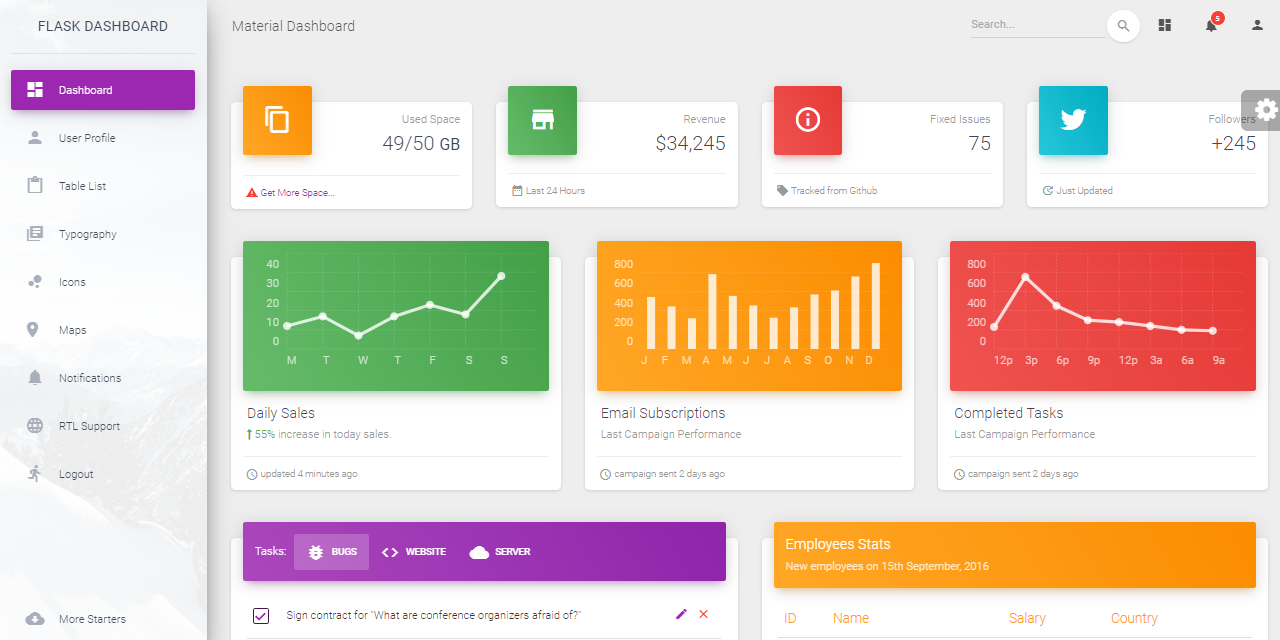 FLASK DASHBOARD
Dashboard
User Profile
Table List
Typography
Icons
Maps
Notifications
RTL Support
Logout
More Starters
Material Dashboard
Search...
5
Used Space
49/50 GB
Get More Space...
Revenue
$34,245
Last 24 Hours
Fixed Issues
75
Tracked from Github
Followers
+245
Just Updated
40
30
20
10
0
M T W T F S S
Daily Sales
55% increase in today sales.
updated 4 minutes ago
800
600
400
200
0
J F M A M J J A S O N D
Email Subscriptions
Last Campaign Performance
campaign sent 2 days ago
800
600
400
200
0
12p 3p 6p 9p 12p 3a 6a 9a
Completed Tasks
Last Campaign Performance
campaign sent 2 days ago
Tasks: BUGS WEBSITE SERVER
Sign contract for "What are conference organizers afraid of?"
Employees Stats
New employees on 15th September, 2016
ID Name Salary Country